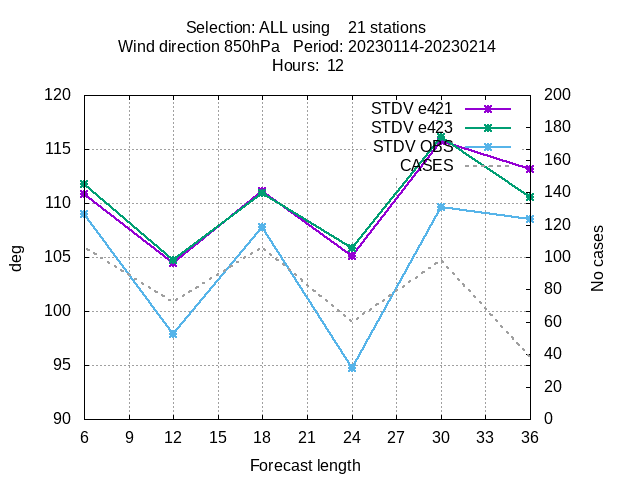 Selection: ALL using    21 stations
Wind direction 850hPa   Period: 20230114-20230214
Hours:  12
120
115
110
105
100
95
90
deg
200
180
160
140
120
100
80
60
40
20
0
No cases
STDV e421
STDV e423
STDV OBS
CASES
6 9 12 15 18 21 24 27 30 33 36
Forecast length